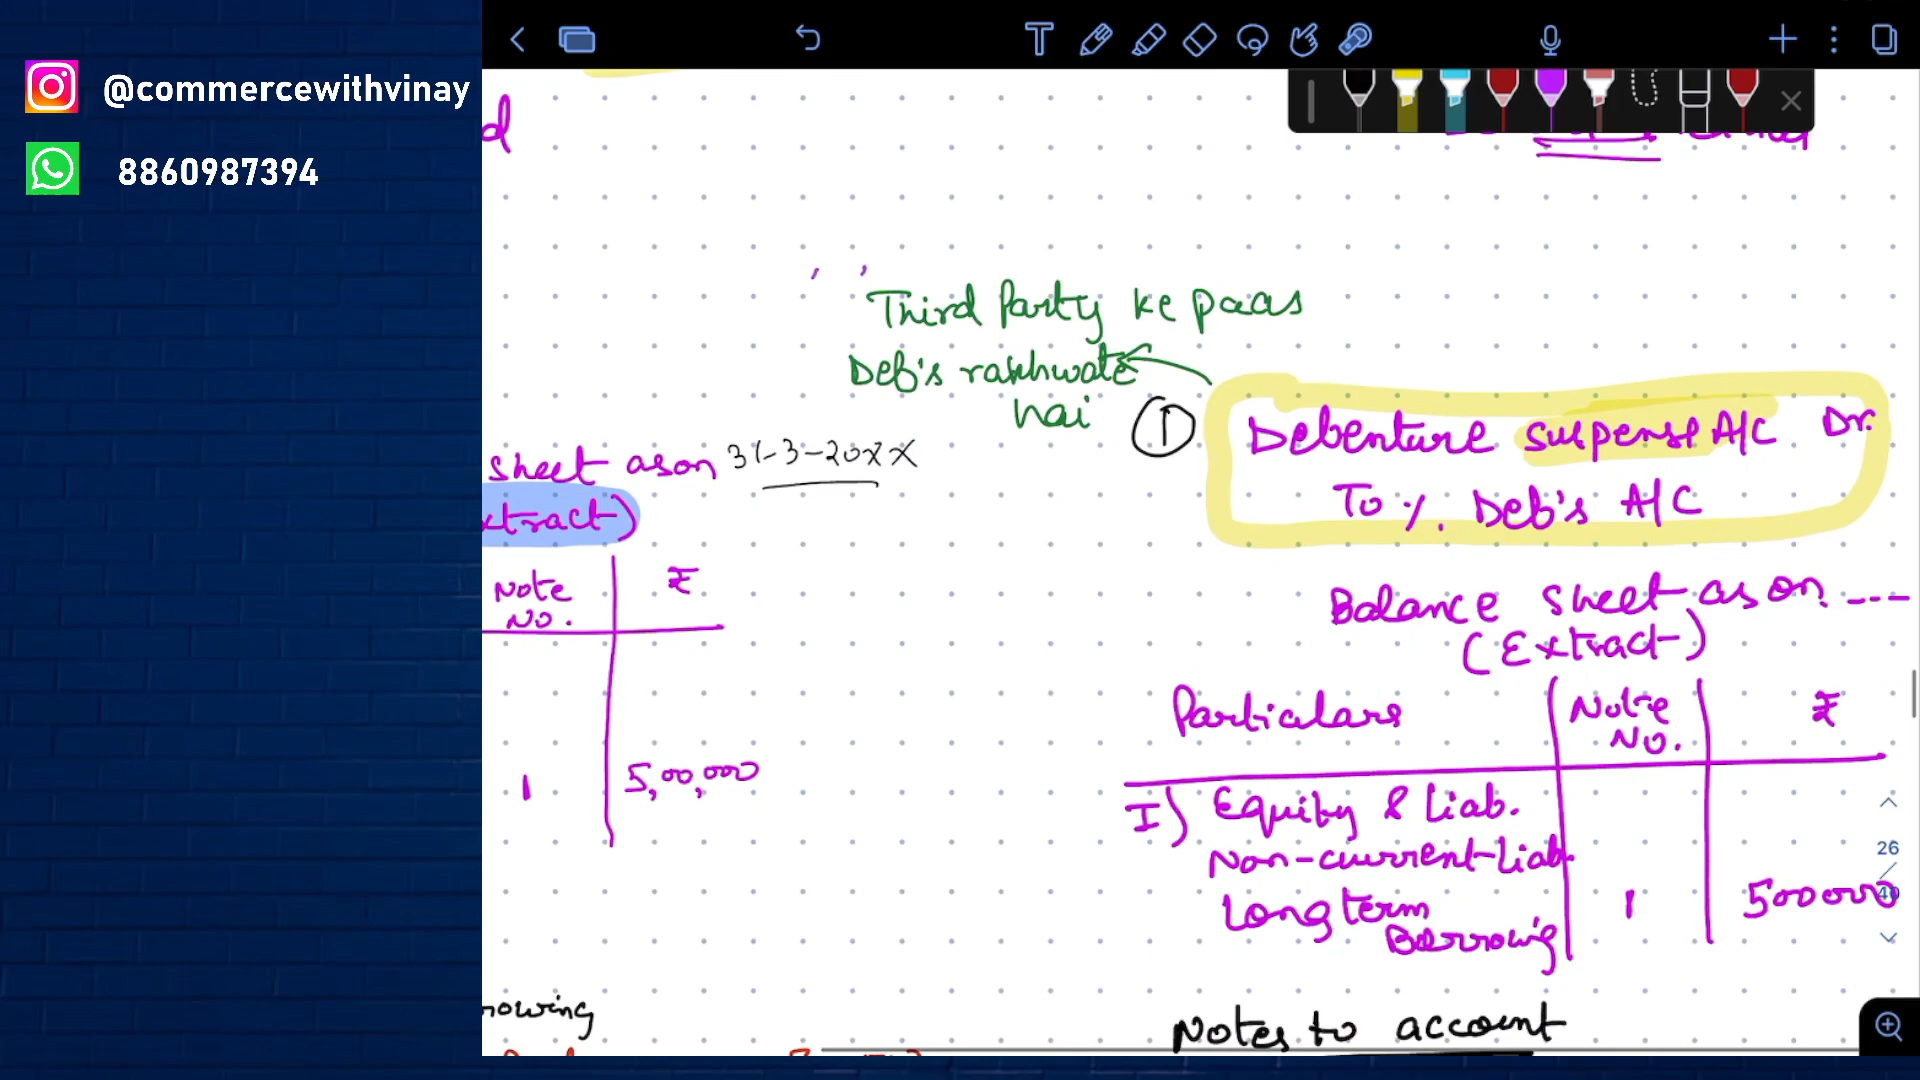 @commercewithvinay
8860987394
d
Third Party ke paas
Deb's rakhwate
hai
1
Debenture suspense A/C Dr.
To %. Deb's A/C
sheet as on 31-3-20XX
xtract)
Note No.
₹
1
5,00,000
Balance sheet as on. ---
(Extract)
Particulars
Note No.
₹
I) Equity & Liab.
Non-current-Liab.
Long term Borrowing
1
500000
26
40
rrowing
Notes to account